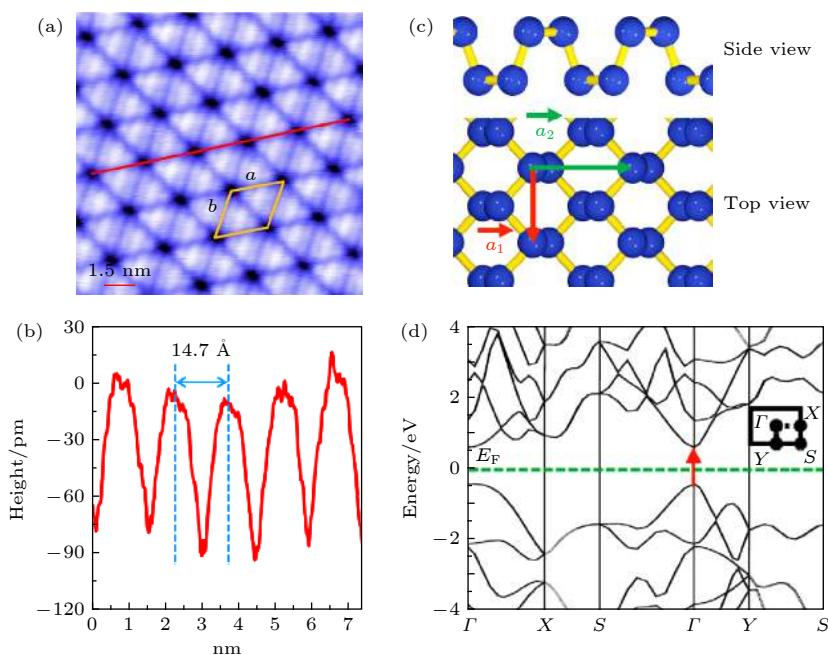 (a)
a
b
1.5 nm
(c)
Side view
a2
Top view
a1
(b)
30
0
−30
−60
−90
−120
Height/pm
14.7 Å
0 1 2 3 4 5 6 7
nm
(d)
4
2
0
−2
−4
Energy/eV
EF
Γ X
Y S
Γ X S Γ Y S